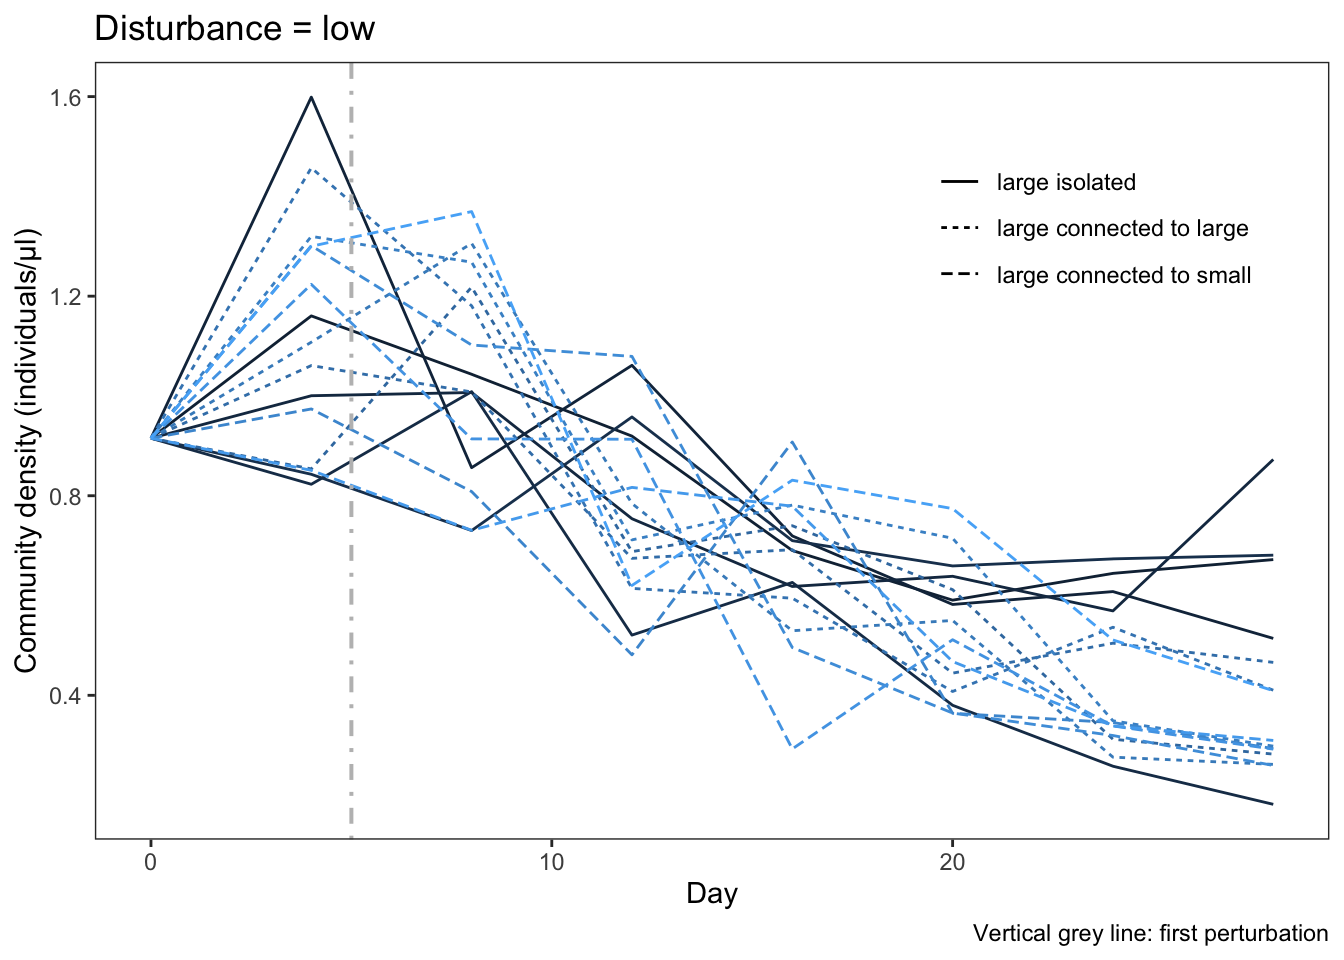 Disturbance = low
1.6
1.2
0.8
0.4
Community density (individuals/µl)
large isolated
large connected to large
large connected to small
0
10
20
Day
Vertical grey line: first perturbation